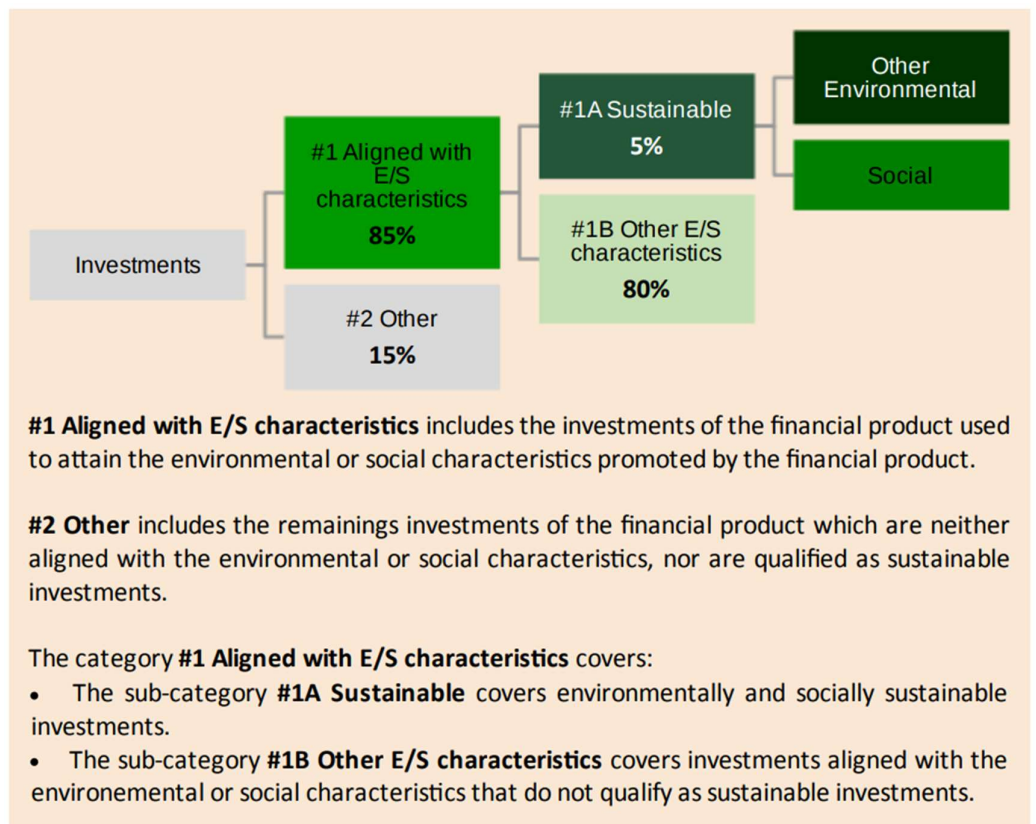 Investments
#1 Aligned with
E/S
characteristics
85%
#2 Other
15%
#1A Sustainable
5%
#1B Other E/S
characteristics
80%
Other
Environmental
Social
#1 Aligned with E/S characteristics includes the investments of the financial product used
to attain the environmental or social characteristics promoted by the financial product.
#2 Other includes the remainings investments of the financial product which are neither
aligned with the environmental or social characteristics, nor are qualified as sustainable
investments.
The category #1 Aligned with E/S characteristics covers:
• The sub-category #1A Sustainable covers environmentally and socially sustainable
investments.
• The sub-category #1B Other E/S characteristics covers investments aligned with the
environemental or social characteristics that do not qualify as sustainable investments.